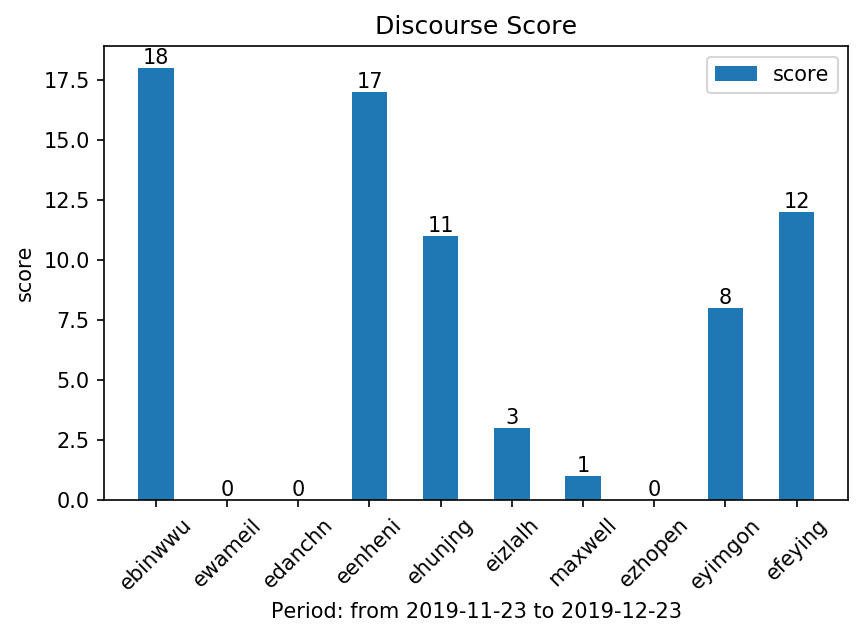 Discourse Score
score
18
17
12
11
8
3
1
0
0
0
17.5
15.0
12.5
10.0
7.5
5.0
2.5
0.0
score
ebinwwu
ewameil
edanchn
eenheni
ehunjng
eizlalh
maxwell
ezhopen
eyimgon
efeying
Period: from 2019-11-23 to 2019-12-23